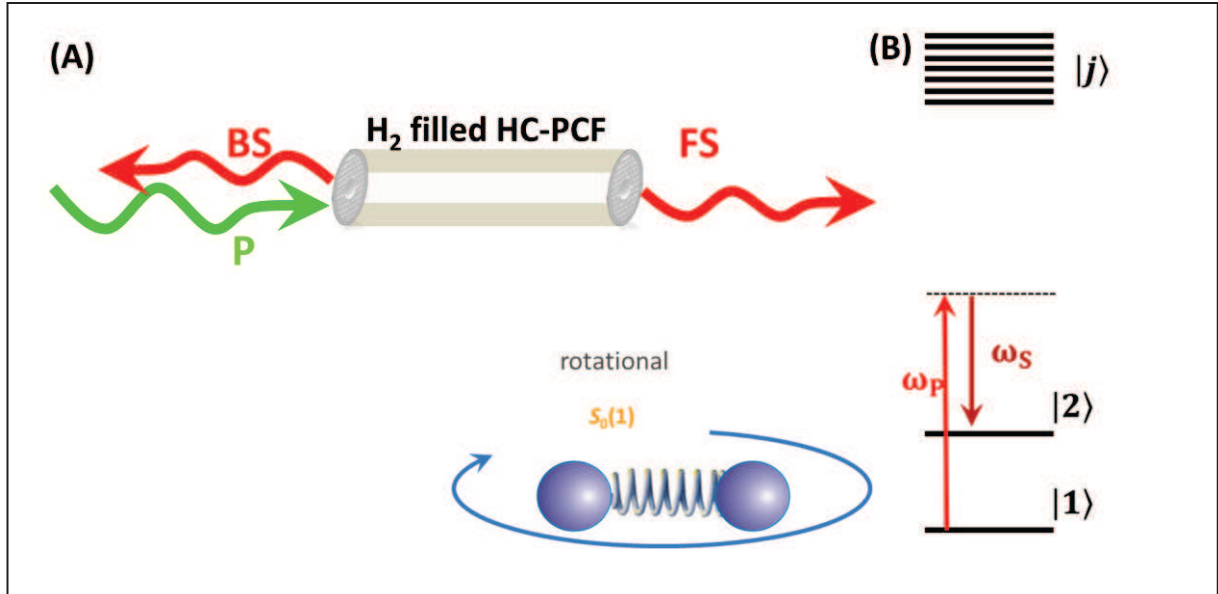 (A)
H₂ filled HC-PCF
BS
FS
P
rotational
S₀(1)
(B)
|j⟩
ω_P
ω_S
|2⟩
|1⟩